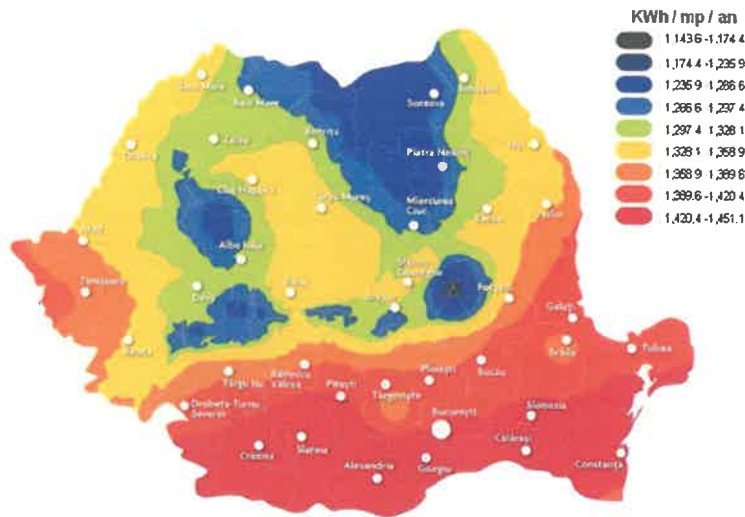 KWh / mp / an
1,143.6 -1,174.4
1,174.4 -1,235.9
1,235.9 -1,266.6
1,266.6 -1,297.4
1,297.4 -1,328.1
1,328.1 -1,358.9
1,358.9 -1,389.6
1,389.6 -1,420.4
1,420.4 -1,451.1
Satu Mare
Baia Mare
Suceava
Botoșani
Zalău
Bistrița
Oradea
Iași
Piatra Neamț
Cluj Napoca
Târgu Mureș
Miercurea
Ciuc
Bacău
Vaslui
Arad
Alba Iulia
Sfântu
Gheorghe
Timișoara
Deva
Sibiu
Brașov
Focșani
Galați
Reșița
Brăila
Tulcea
Târgu Jiu
Râmnicu
Vâlcea
Ploiești
Buzău
Pitești
Târgoviște
Drobeta-Turnu
Severin
București
Slobozia
Craiova
Slatina
Călărași
Alexandria
Giurgiu
Constanța